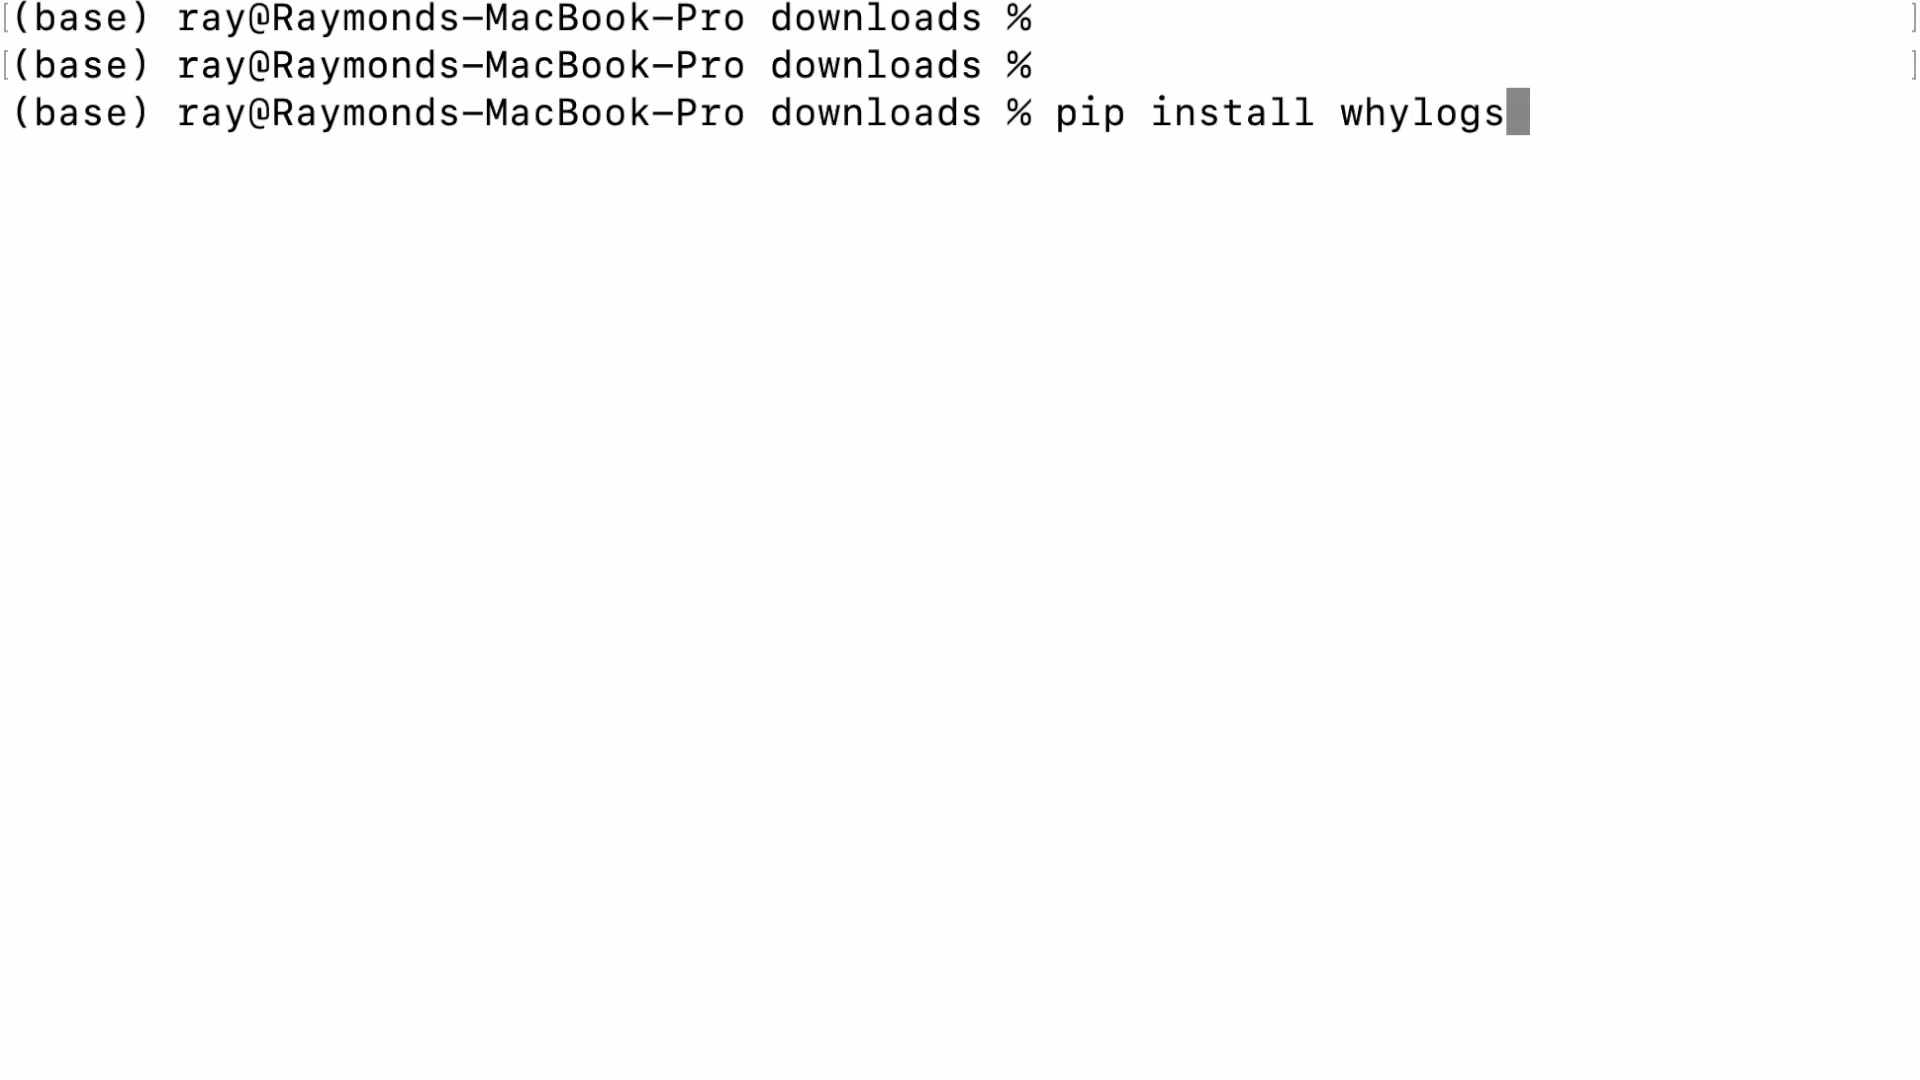 [(base) ray@Raymonds-MacBook-Pro downloads % ]
[(base) ray@Raymonds-MacBook-Pro downloads % ]
(base) ray@Raymonds-MacBook-Pro downloads % pip install whylogs